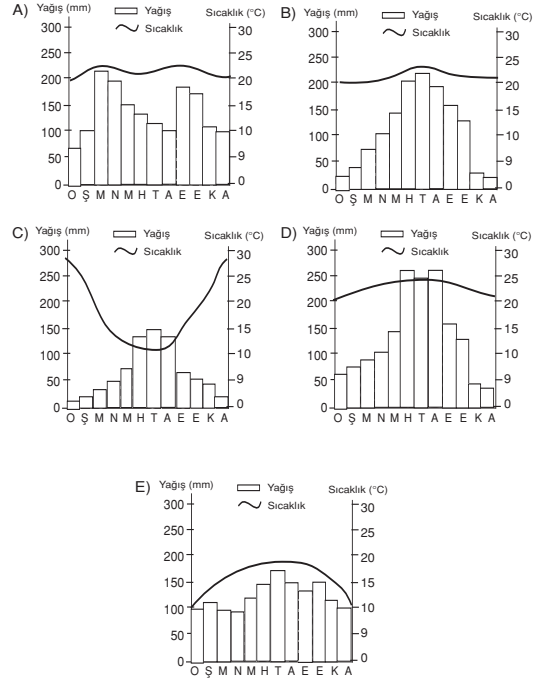 A) Yağış (mm) Yağış Sıcaklık (°C)
Sıcaklık
300 30
250 25
200 20
150 15
100 10
50 9
0 0
O Ş M N M H T A E E K A
B) Yağış (mm) Yağış Sıcaklık (°C)
Sıcaklık
300 30
250 25
200 20
150 15
100 10
50 9
0 0
O Ş M N M H T A E E K A
C) Yağış (mm) Yağış Sıcaklık (°C)
Sıcaklık
300 30
250 25
200 20
150 15
100 10
50 9
0 0
O Ş M N M H T A E E K A
D) Yağış (mm) Yağış Sıcaklık (°C)
Sıcaklık
300 30
250 25
200 20
150 15
100 10
50 9
0 0
O Ş M N M H T A E E K A
E) Yağış (mm) Yağış Sıcaklık (°C)
Sıcaklık
300 30
250 25
200 20
150 15
100 10
50 9
0 0
O Ş M N M H T A E E K A